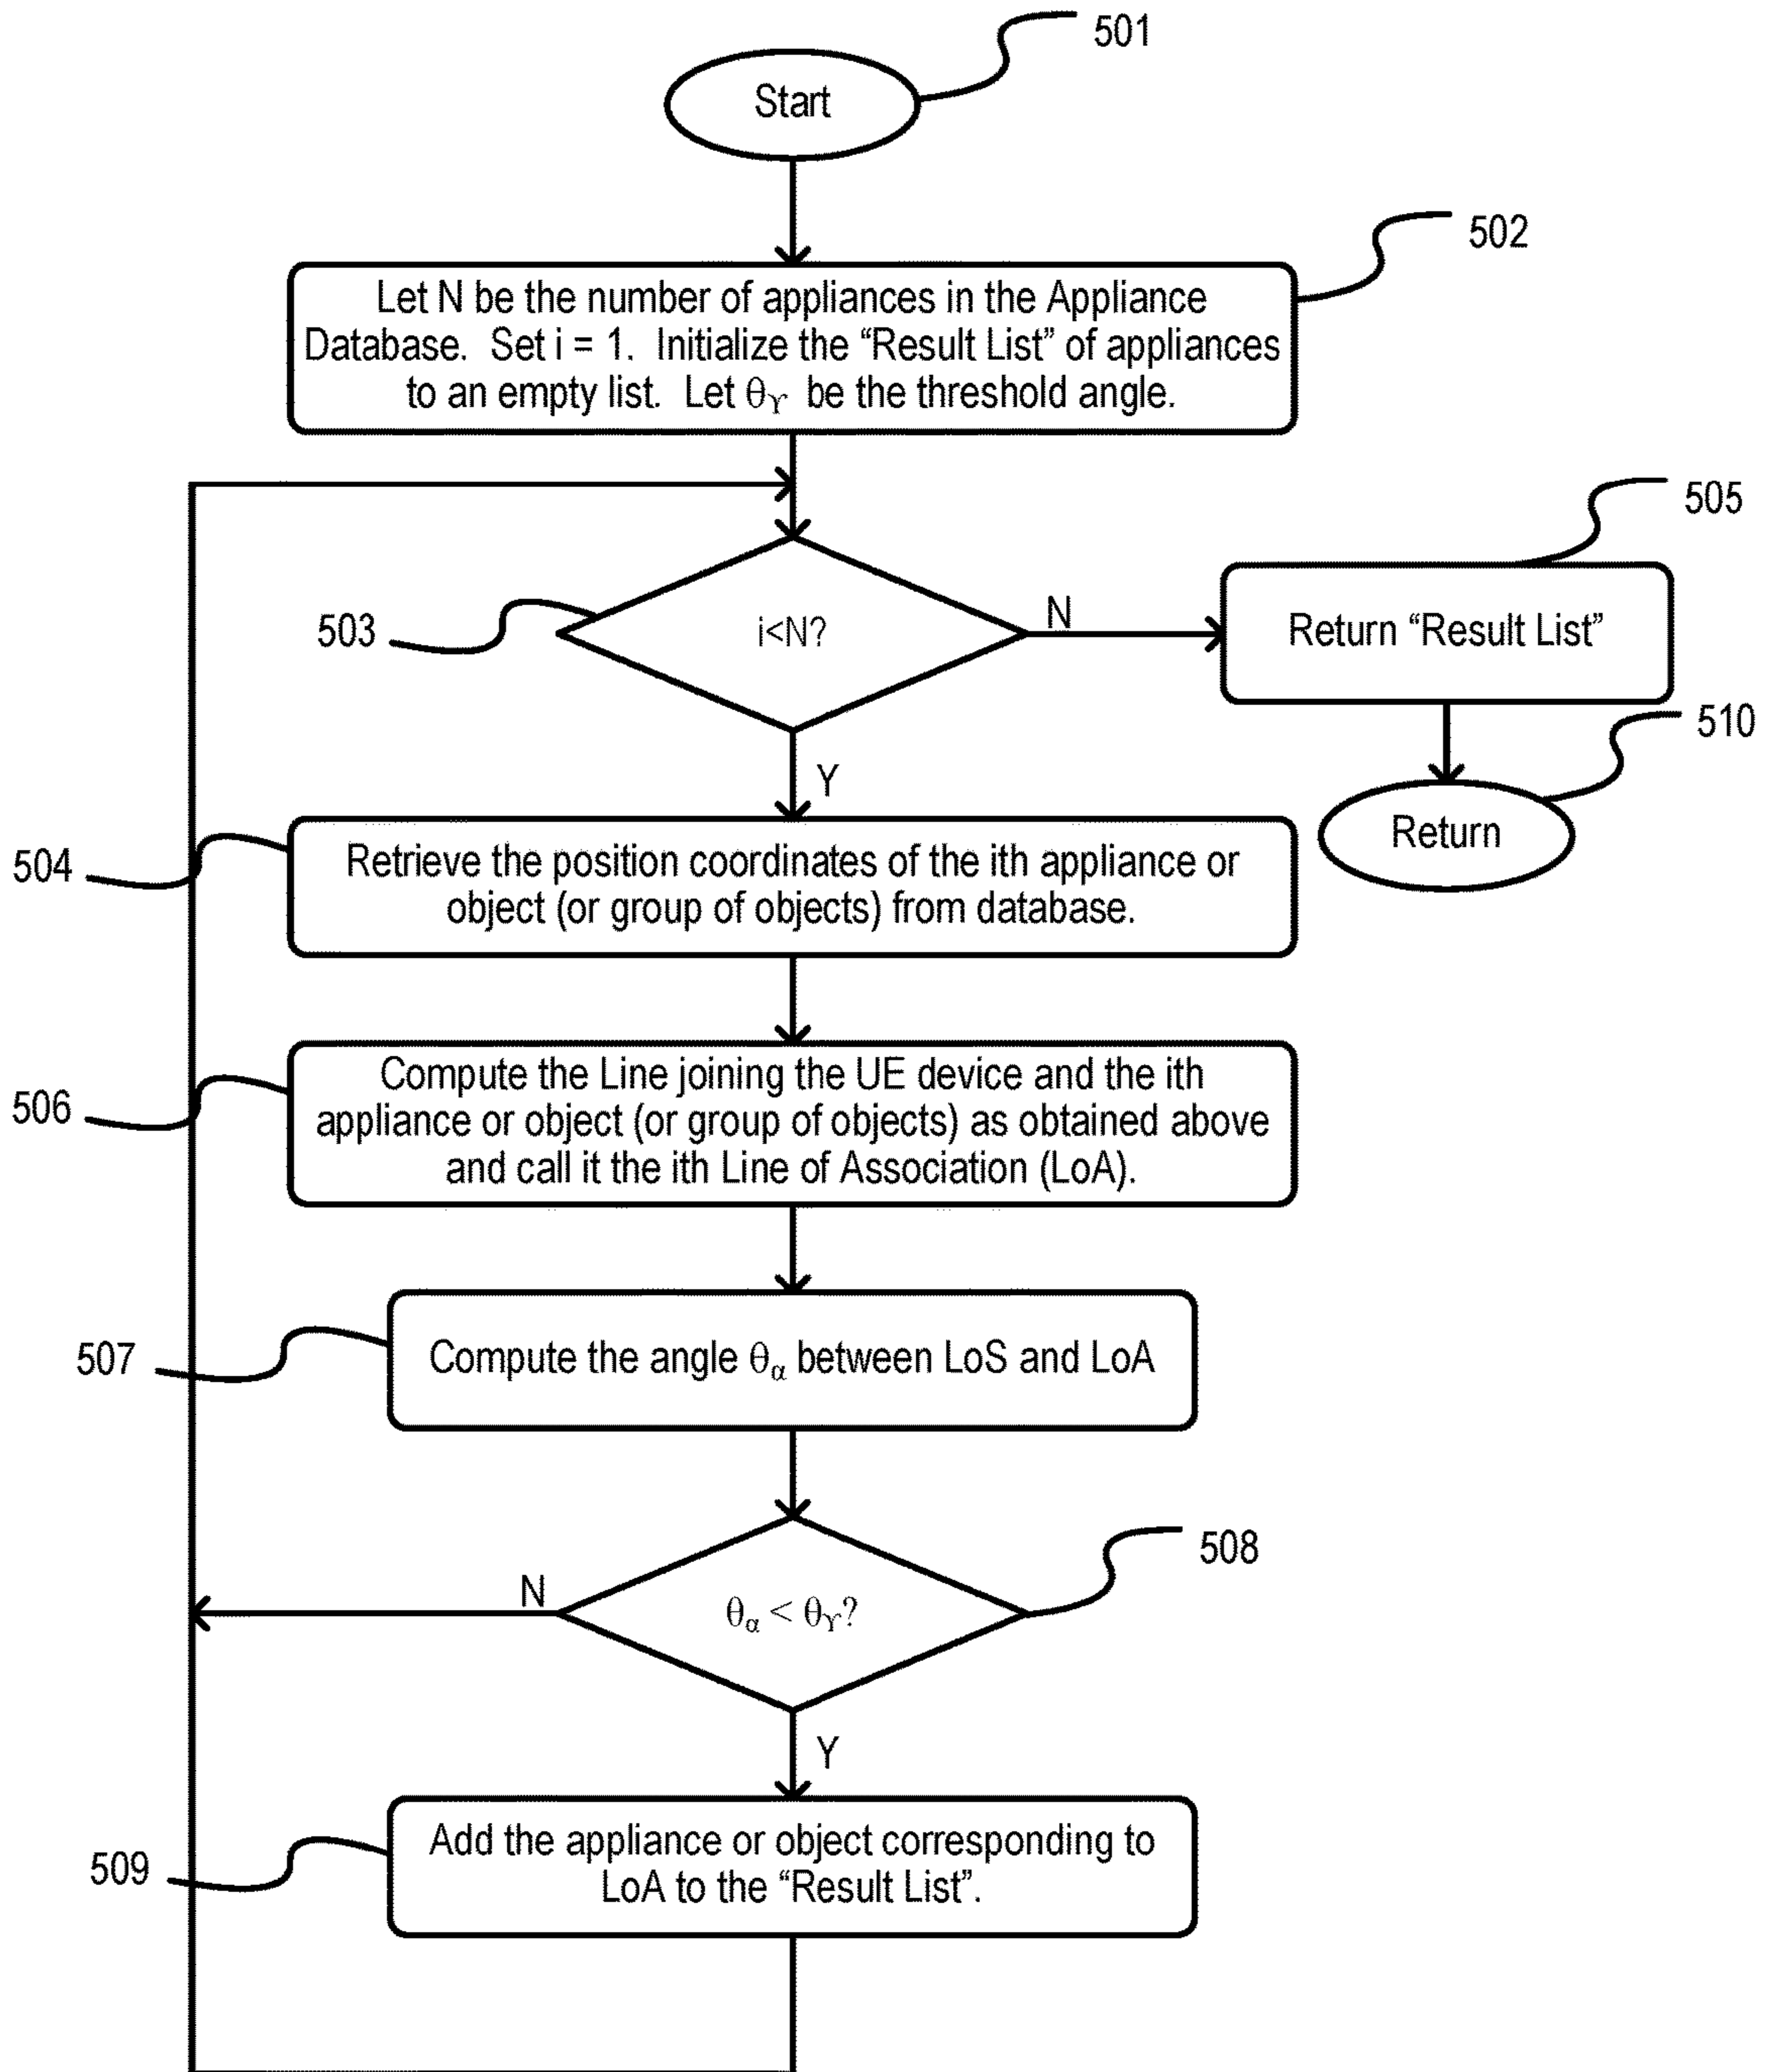 501
Start
502
Let N be the number of appliances in the Appliance
Database. Set i = 1. Initialize the “Result List” of appliances
to an empty list. Let θϒ be the threshold angle.
505
503
i<N?
N
Return “Result List”
510
Y
Return
504
Retrieve the position coordinates of the ith appliance or
object (or group of objects) from database.
506
Compute the Line joining the UE device and the ith
appliance or object (or group of objects) as obtained above
and call it the ith Line of Association (LoA).
507
Compute the angle θα between LoS and LoA
508
N
θα < θϒ?
Y
509
Add the appliance or object corresponding to
LoA to the “Result List”.